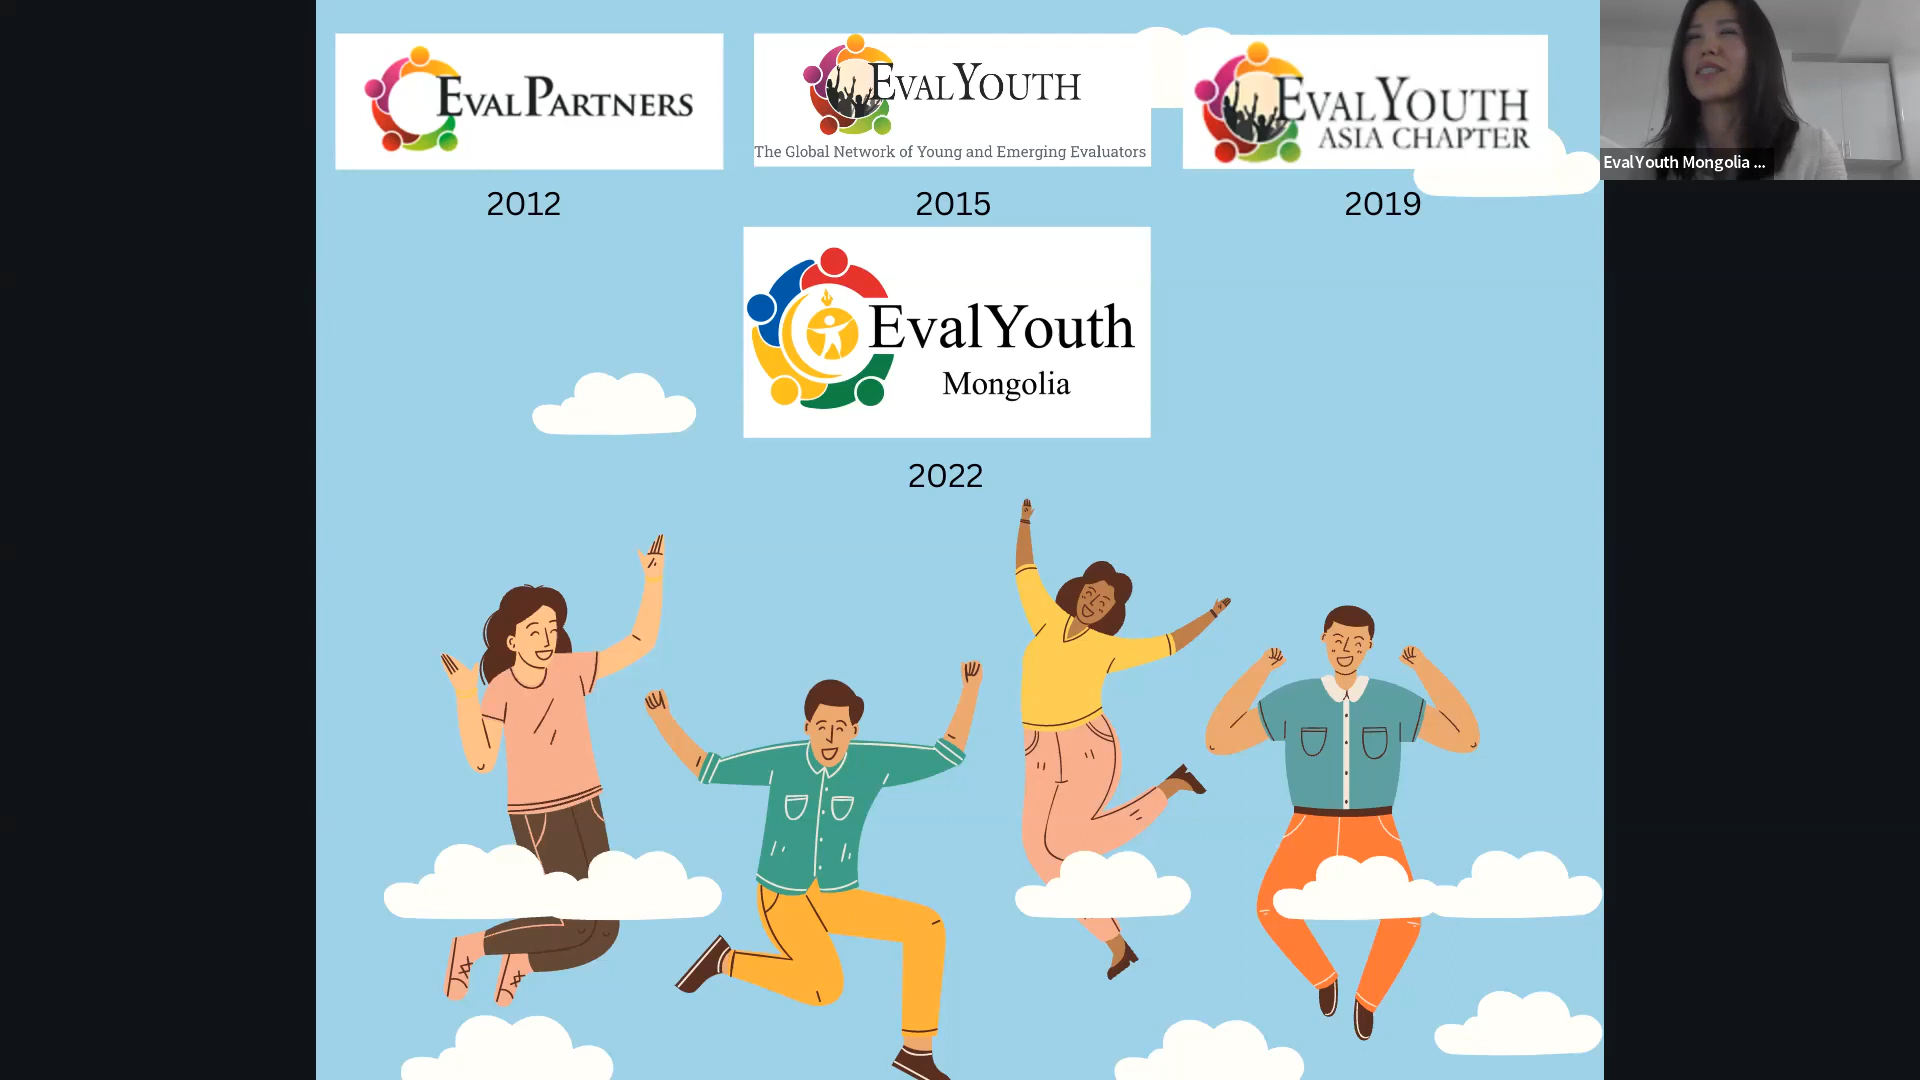 EVALPARTNERS
EVALYOUTH
The Global Network of Young and Emerging Evaluators
EVALYOUTH
ASIA CHAPTER
EvalYouth Mongolia ...
2012
2015
2019
EvalYouth
Mongolia
2022